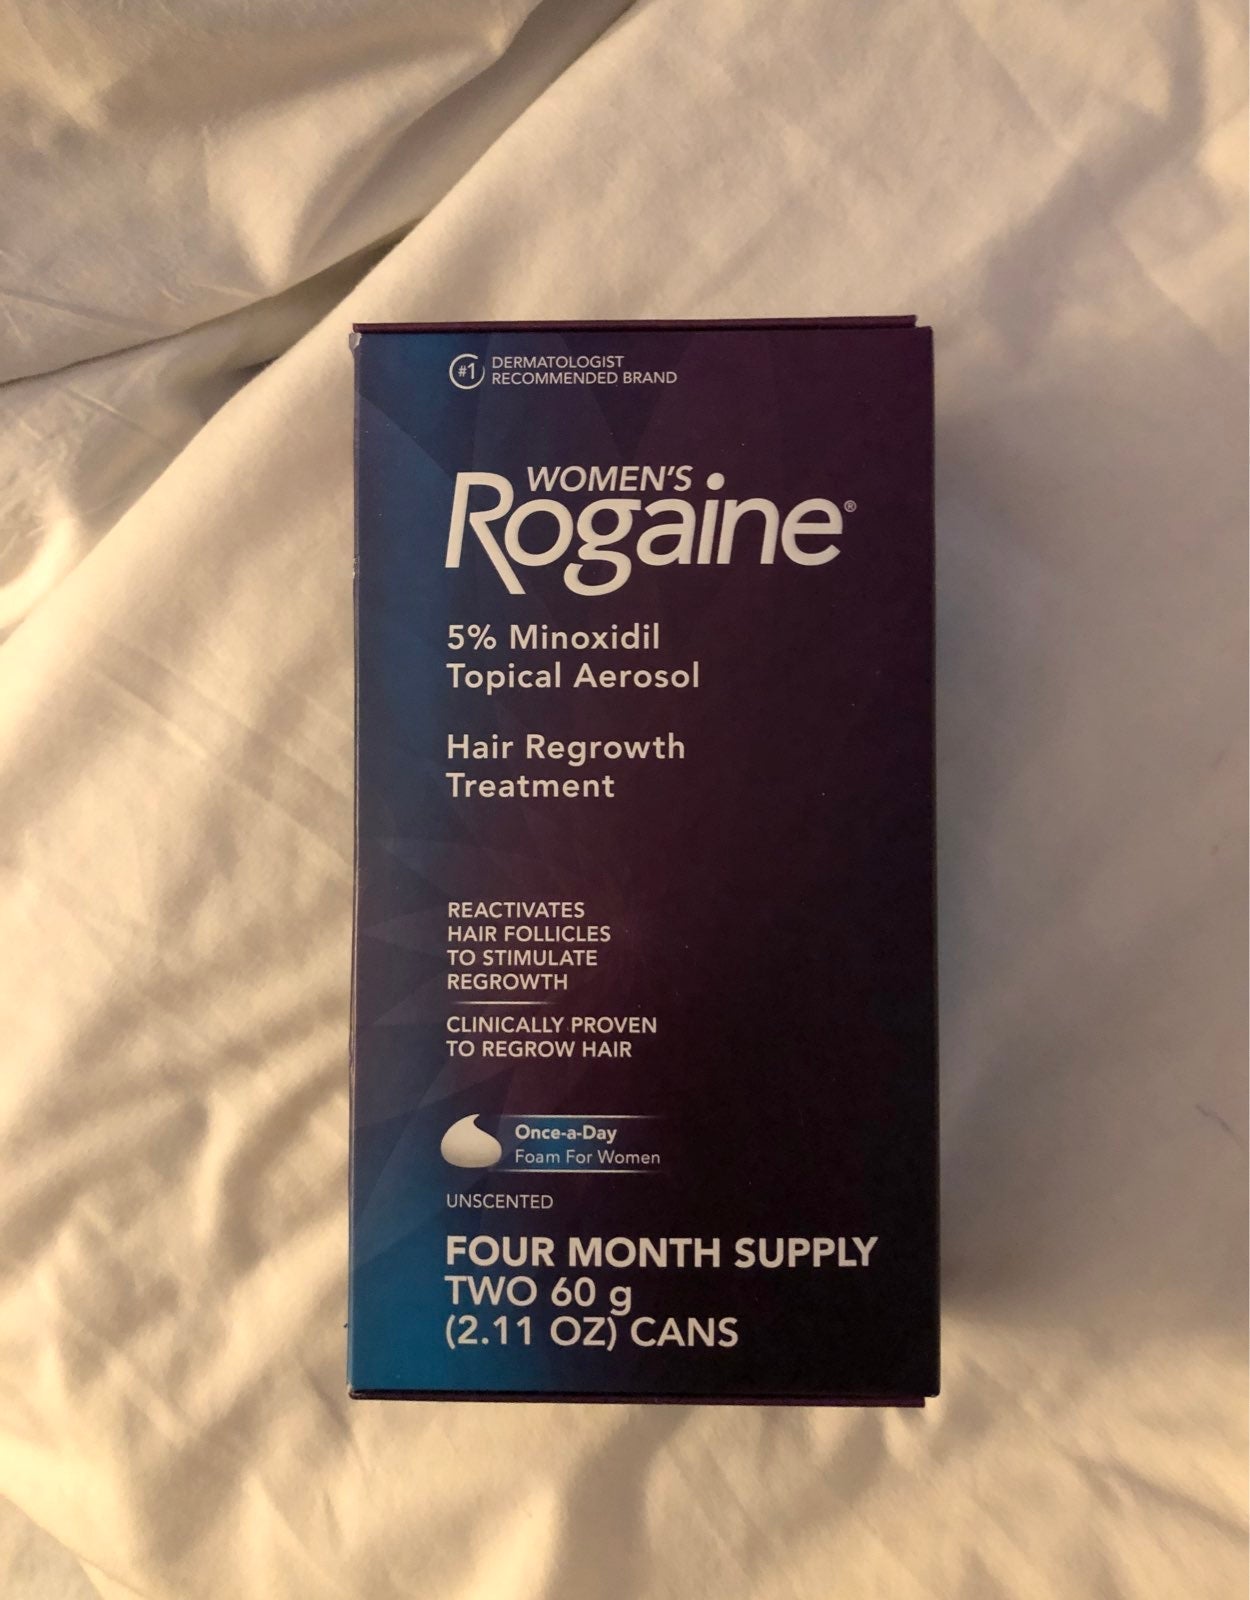 #1 DERMATOLOGIST
RECOMMENDED BRAND
WOMEN'S
Rogaine®
5% Minoxidil
Topical Aerosol
Hair Regrowth
Treatment
REACTIVATES
HAIR FOLLICLES
TO STIMULATE
REGROWTH
CLINICALLY PROVEN
TO REGROW HAIR
Once-a-Day
Foam For Women
UNSCENTED
FOUR MONTH SUPPLY
TWO 60 g
(2.11 OZ) CANS